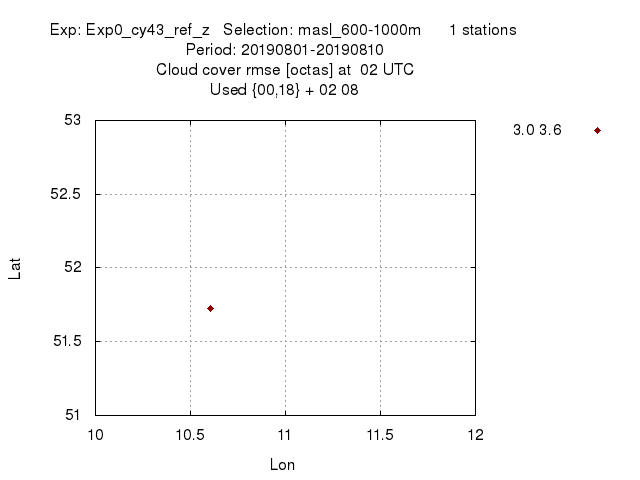 Exp: Exp0_cy43_ref_z   Selection: masl_600-1000m      1 stations
Period: 20190801-20190810
Cloud cover rmse [octas] at  02 UTC
Used {00,18} + 02 08
3.0 3.6
53
52.5
52
51.5
51
Lat
10
10.5
11
11.5
12
Lon